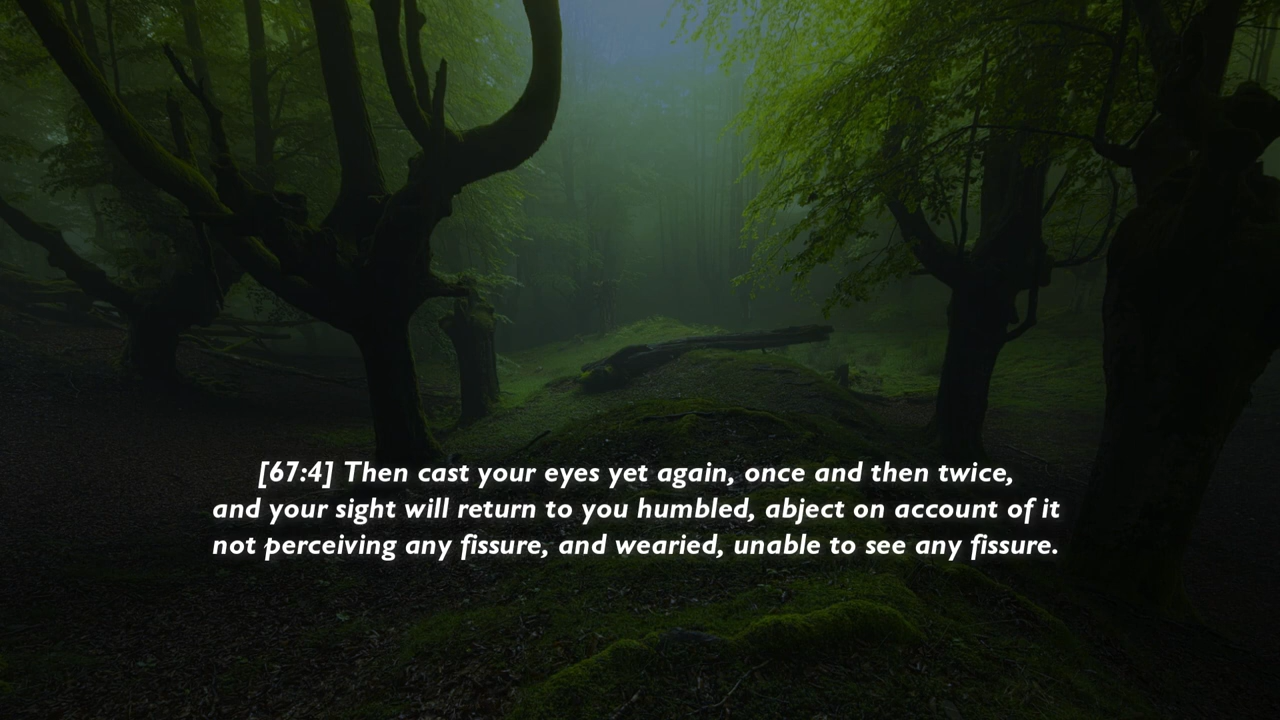 [67:4] Then cast your eyes yet again, once and then twice,
and your sight will return to you humbled, abject on account of it
not perceiving any fissure, and wearied, unable to see any fissure.